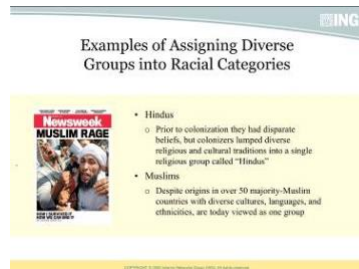 ING
Examples of Assigning Diverse
Groups into Racial Categories
Newsweek
MUSLIM RAGE
• Hindus
o Prior to colonization they had disparate
beliefs, but colonizers lumped diverse
religious and cultural traditions into a single
religious group called “Hindus”
• Muslims
o Despite origins in over 50 majority-Muslim
countries with diverse cultures, languages, and
ethnicities, are today viewed as one group